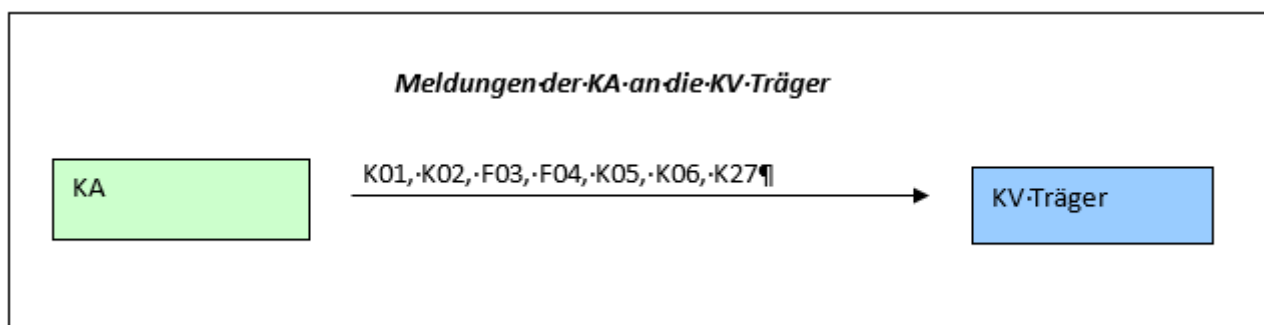 Meldungen·der·KA·an·die·KV·Träger
K01,·K02,·F03,·F04,·K05,·K06,·K27¶
KA
KV·Träger